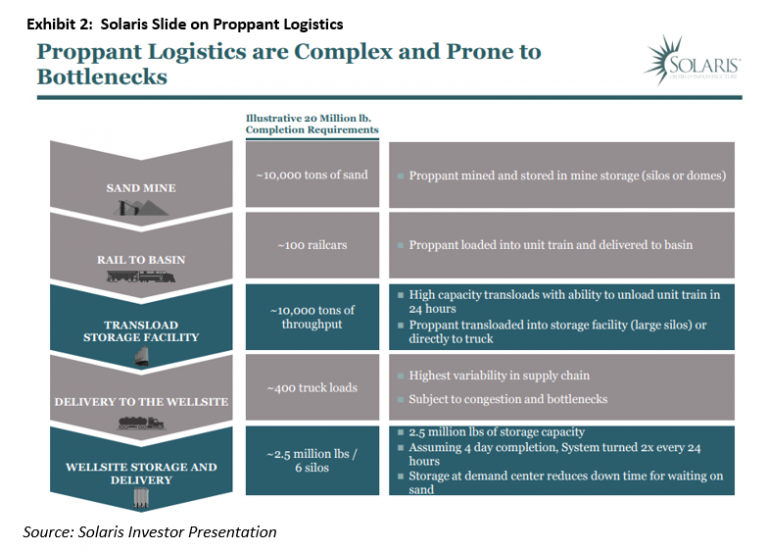 Exhibit 2: Solaris Slide on Proppant Logistics
Proppant Logistics are Complex and Prone to
Bottlenecks
SOLARIS
Illustrative 20 Million lb.
Completion Requirements
SAND MINE
~10,000 tons of sand
Proppant mined and stored in mine storage (silos or domes)
RAIL TO BASIN
~100 railcars
Proppant loaded into unit train and delivered to basin
TRANSLOAD
STORAGE FACILITY
~10,000 tons of
throughput
High capacity transloads with ability to unload unit train in
24 hours
Proppant transloaded into storage facility (large silos) or
directly to truck
DELIVERY TO THE WELLSITE
~400 truck loads
Highest variability in supply chain
Subject to congestion and bottlenecks
WELLSITE STORAGE AND
DELIVERY
~2.5 million lbs /
6 silos
2.5 million lbs of storage capacity
Assuming 4 day completion, System turned 2x every 24
hours
Storage at demand center reduces down time for waiting on
sand
Source: Solaris Investor Presentation